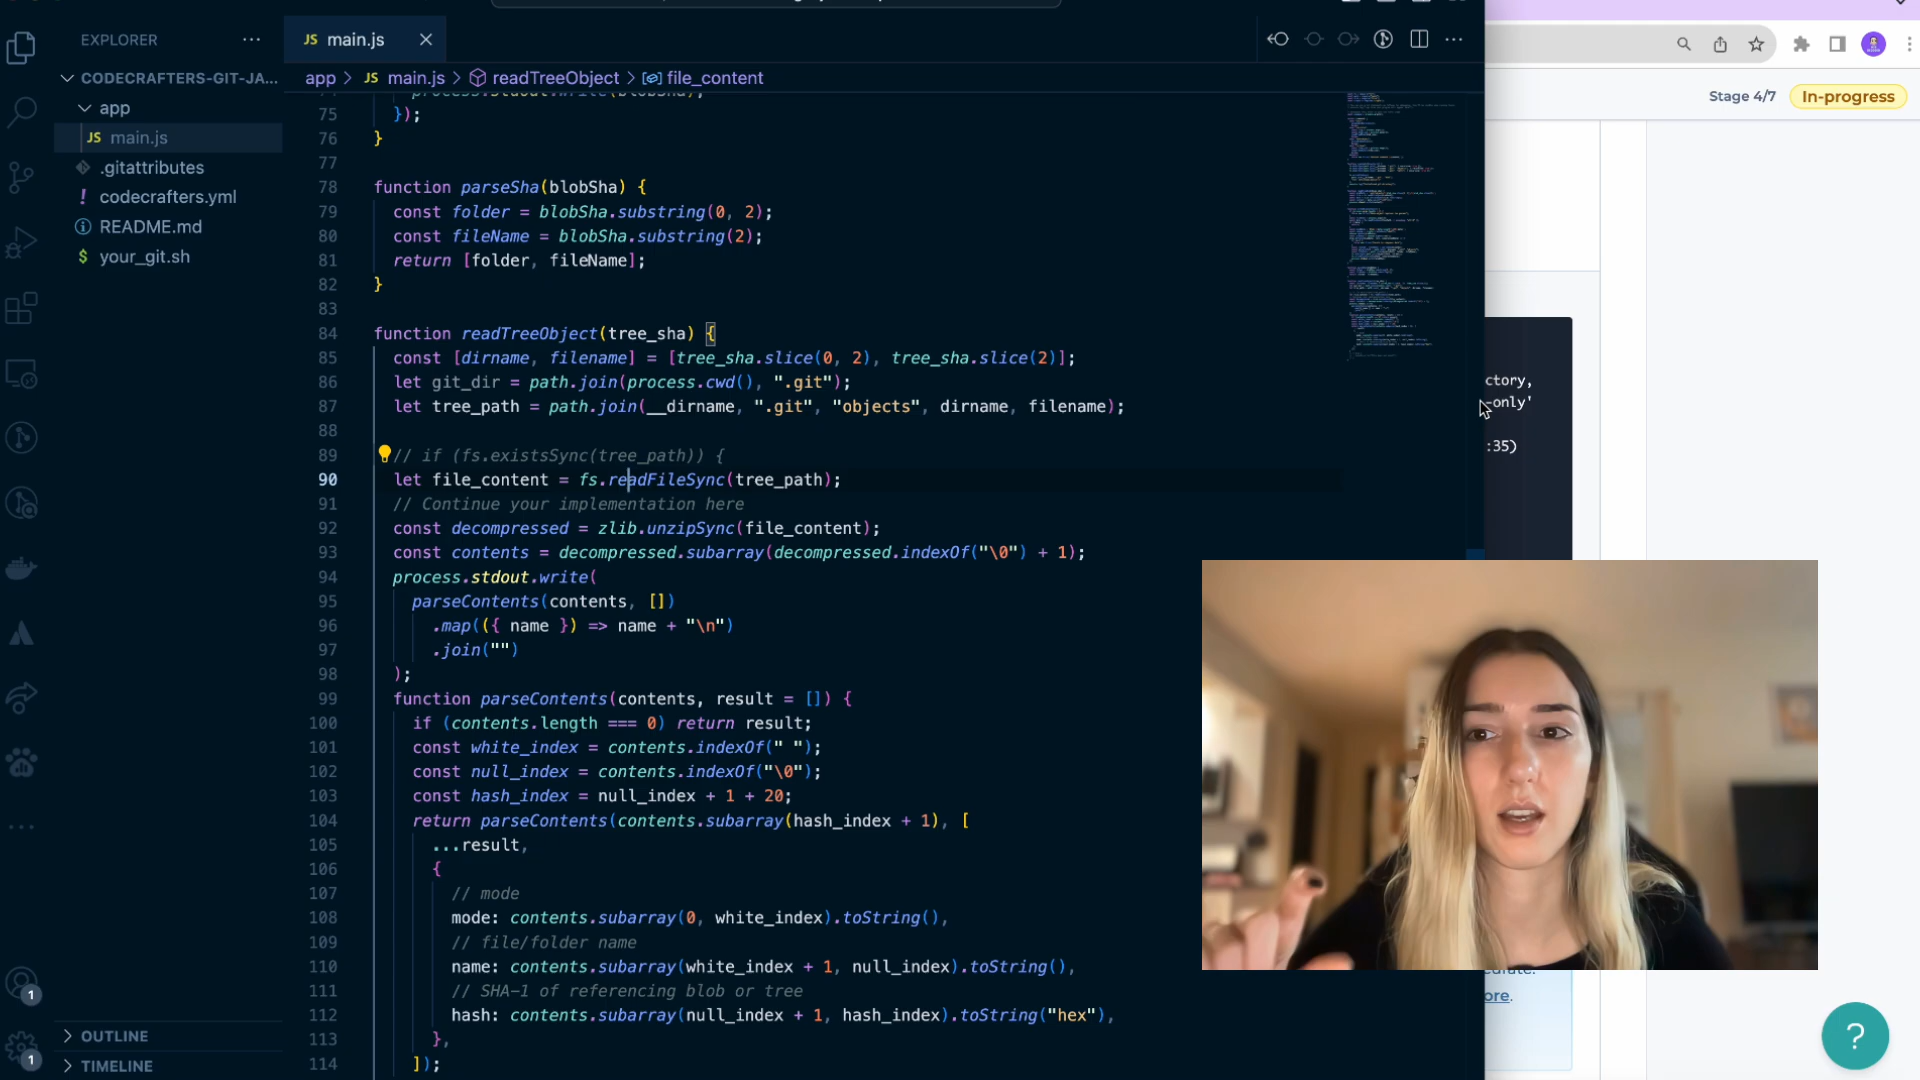 EXPLORER
CODECRAFTERS-GIT-JA...
app
JS main.js
.gitattributes
! codecrafters.yml
README.md
$ your_git.sh
OUTLINE
TIMELINE
1
1
JS main.js
app > JS main.js > readTreeObject > file_content
75 });
76 }
77
78 function parseSha(blobSha) {
79 const folder = blobSha.substring(0, 2);
80 const fileName = blobSha.substring(2);
81 return [folder, fileName];
82 }
83
84 function readTreeObject(tree_sha) {
85 const [dirname, filename] = [tree_sha.slice(0, 2), tree_sha.slice(2)];
86 let git_dir = path.join(process.cwd(), ".git");
87 let tree_path = path.join(__dirname, ".git", "objects", dirname, filename);
88
89 // if (fs.existsSync(tree_path)) {
90 let file_content = fs.readFileSync(tree_path);
91 // Continue your implementation here
92 const decompressed = zlib.unzipSync(file_content);
93 const contents = decompressed.subarray(decompressed.indexOf("\0") + 1);
94 process.stdout.write(
95 parseContents(contents, [])
96 .map(({ name }) => name + "\n")
97 .join("")
98 );
99 function parseContents(contents, result = []) {
100 if (contents.length === 0) return result;
101 const white_index = contents.indexOf(" ");
102 const null_index = contents.indexOf("\0");
103 const hash_index = null_index + 1 + 20;
104 return parseContents(contents.subarray(hash_index + 1), [
105 ...result,
106 {
107 // mode
108 mode: contents.subarray(0, white_index).toString(),
109 // file/folder name
110 name: contents.subarray(white_index + 1, null_index).toString(),
111 // SHA-1 of referencing blob or tree
112 hash: contents.subarray(null_index + 1, hash_index).toString("hex"),
113 },
114 ]);
Stage 4/7 In-progress
ctory,
-only'
:35)
ore.
?